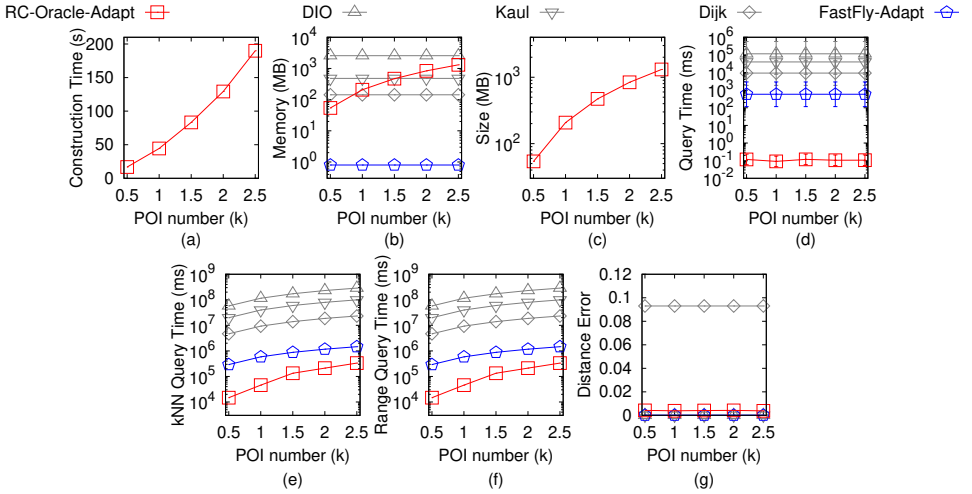 RC-Oracle-Adapt DIO Kaul Dijk FastFly-Adapt
Construction Time (s)
200
150
100
50
0
0.5 1 1.5 2 2.5
POI number (k)
(a)
Memory (MB)
10^4
10^3
10^2
10^1
10^0
0.5 1 1.5 2 2.5
POI number (k)
(b)
Size (MB)
10^3
10^2
0.5 1 1.5 2 2.5
POI number (k)
(c)
Query Time (ms)
10^6
10^5
10^4
10^3
10^2
10^1
10^0
10^-1
10^-2
0.5 1 1.5 2 2.5
POI number (k)
(d)
kNN Query Time (ms)
10^9
10^8
10^7
10^6
10^5
10^4
0.5 1 1.5 2 2.5
POI number (k)
(e)
Range Query Time (ms)
10^9
10^8
10^7
10^6
10^5
10^4
0.5 1 1.5 2 2.5
POI number (k)
(f)
Distance Error
0.12
0.1
0.08
0.06
0.04
0.02
0
0.5 1 1.5 2 2.5
POI number (k)
(g)